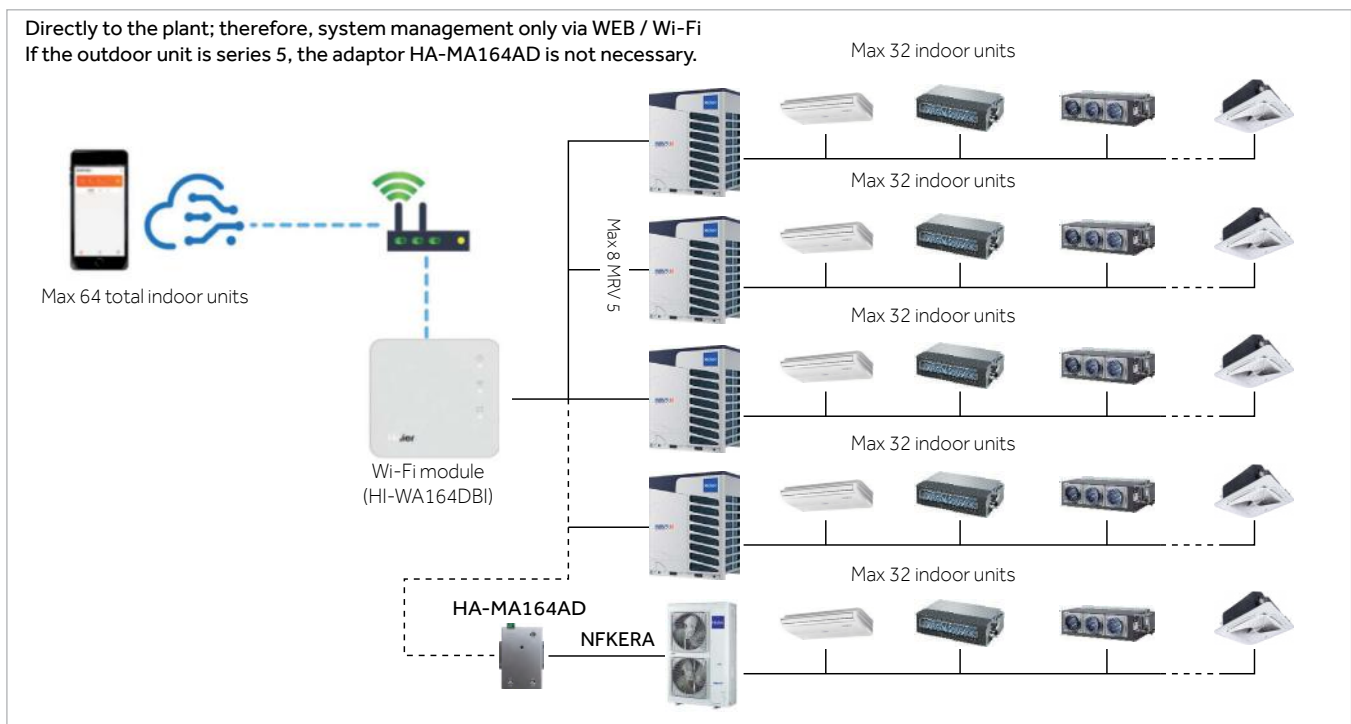 Directly to the plant; therefore, system management only via WEB / Wi-Fi
If the outdoor unit is series 5, the adaptor HA-MA164AD is not necessary.
Max 32 indoor units
Max 32 indoor units
Max 8 MRV 5
Max 64 total indoor units
Max 32 indoor units
Wi-Fi module
(HI-WA164DBI)
Max 32 indoor units
Max 32 indoor units
HA-MA164AD
NFKERA